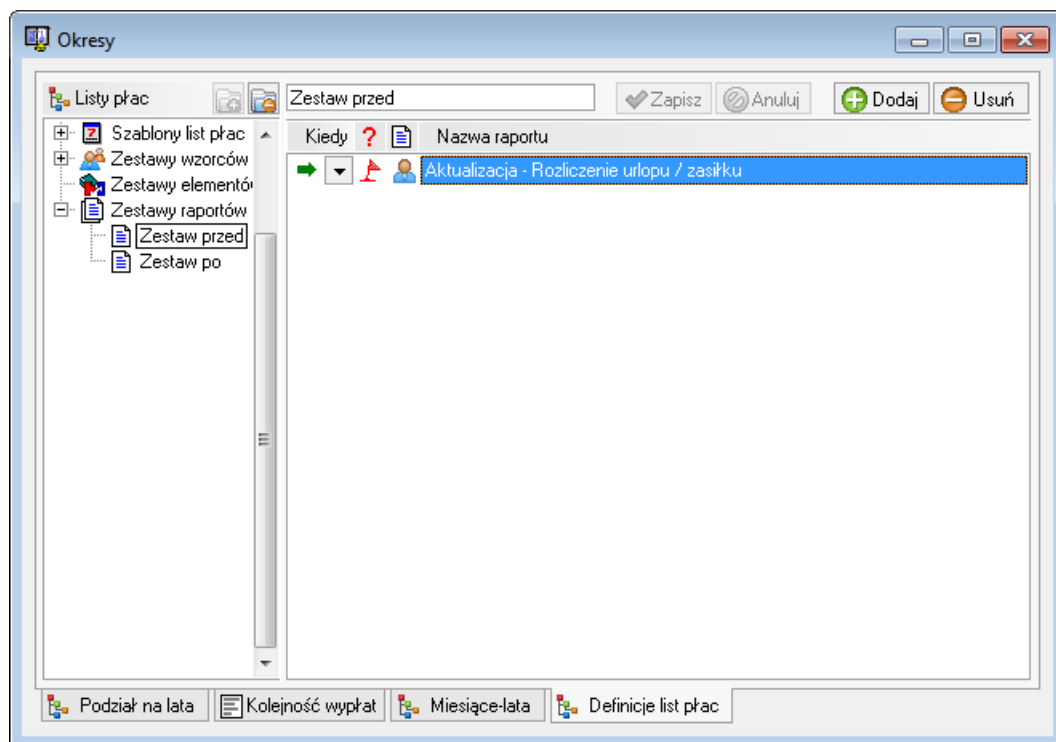 Okresy
Listy płac
Zestaw przed
Zapisz
Anuluj
Dodaj
Usuń
Szablony list płac
Zestawy wzorców
Zestawy elementó
Zestawy raportów
Zestaw przed
Zestaw po
Kiedy ? Nazwa raportu
Aktualizacja - Rozliczenie urlopu / zasiłku
Podział na lata
Kolejność wypłat
Miesiące-lata
Definicje list płac